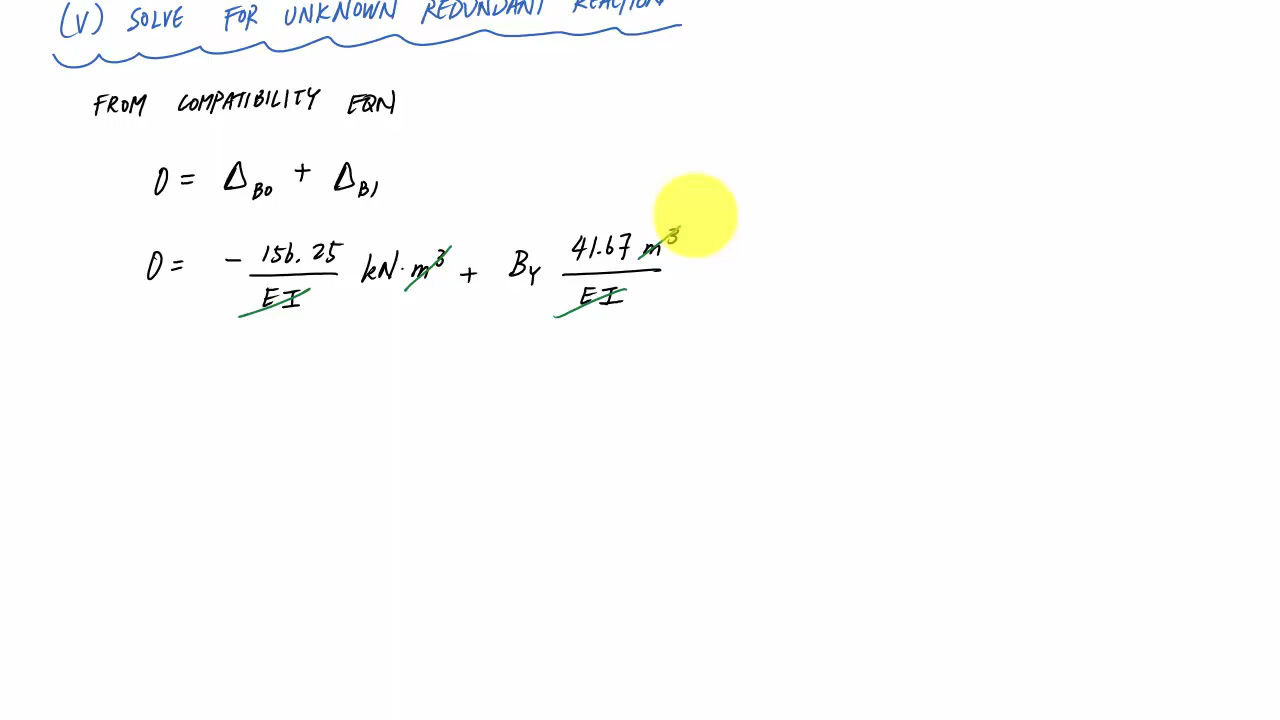 (V) SOLVE FOR UNKNOWN REDUNDANT REACTION
FROM COMPATIBILITY EQN
0 = Δ_B0 + Δ_B1
0 = - 156.25/EI kN·m³ + B_Y 41.67 m³/EI